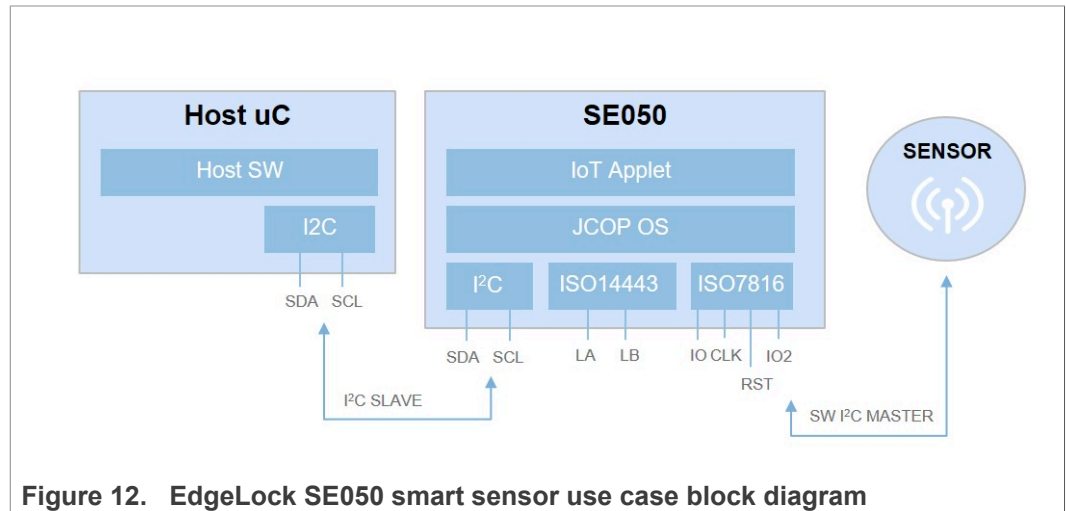 Host uC
Host SW
I2C
SDA SCL
SE050
IoT Applet
JCOP OS
I²C ISO14443 ISO7816
SDA SCL LA LB IO CLK IO2
RST
SENSOR
I²C SLAVE
SW I²C MASTER
Figure 12. EdgeLock SE050 smart sensor use case block diagram